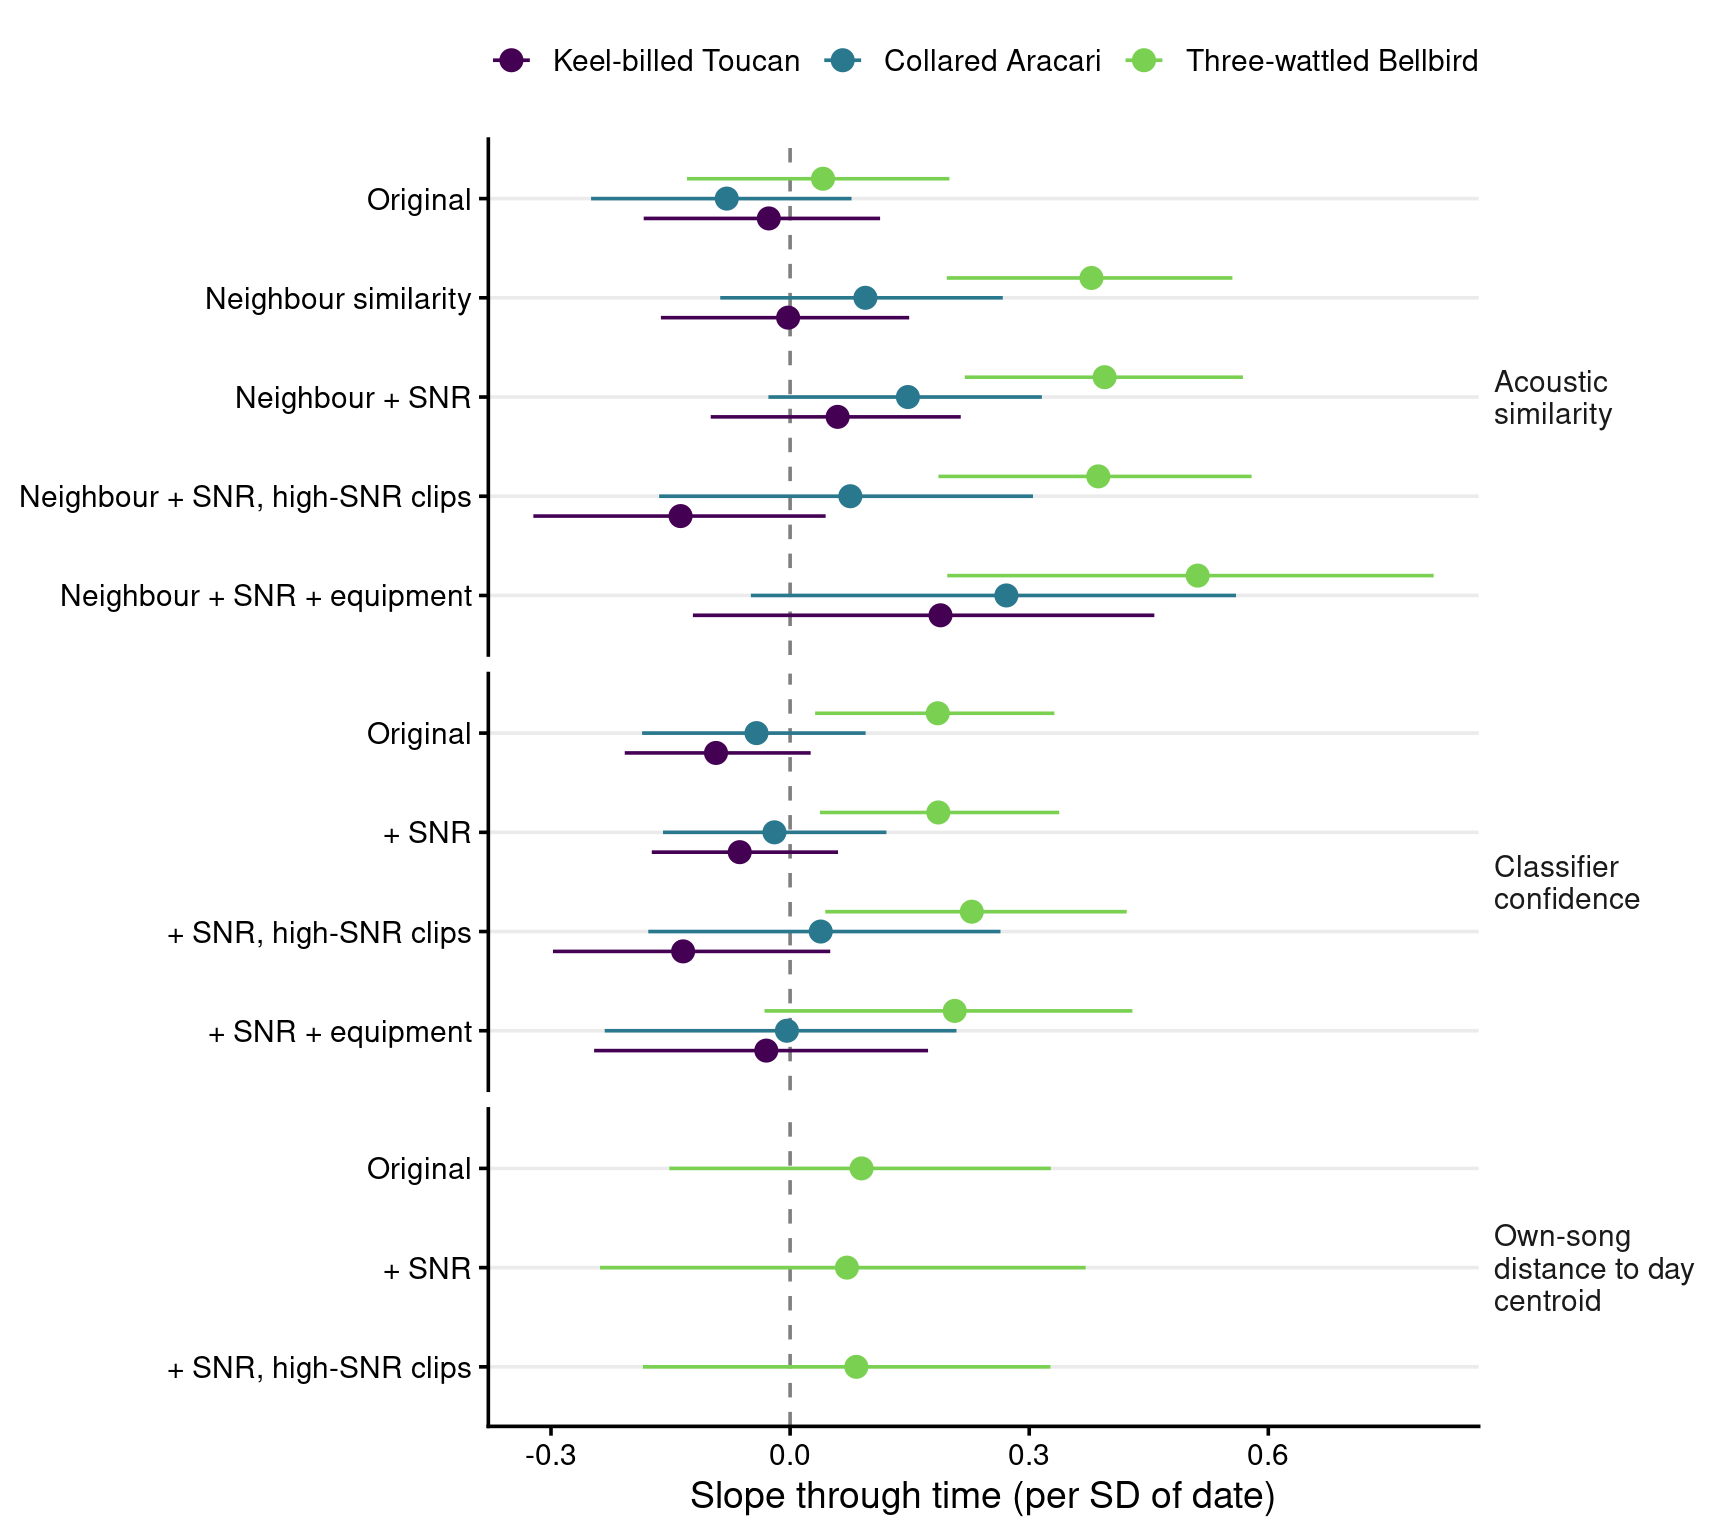 Keel-billed Toucan Collared Aracari Three-wattled Bellbird
Original
Neighbour similarity
Neighbour + SNR
Neighbour + SNR, high-SNR clips
Neighbour + SNR + equipment
Acoustic
similarity
Original
+ SNR
+ SNR, high-SNR clips
+ SNR + equipment
Classifier
confidence
Original
+ SNR
+ SNR, high-SNR clips
Own-song
distance to day
centroid
-0.3 0.0 0.3 0.6
Slope through time (per SD of date)